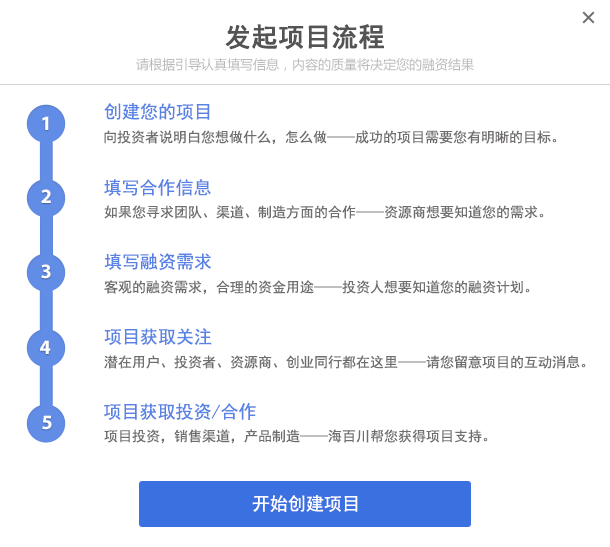 发起项目流程
请根据引导认真填写信息，内容的质量将决定您的融资结果
1
创建您的项目
向投资者说明白您想做什么，怎么做——成功的项目需要您有明晰的目标。
2
填写合作信息
如果您寻求团队、渠道、制造方面的合作——资源商想要知道您的需求。
3
填写融资需求
客观的融资需求，合理的资金用途——投资人想要知道您的融资计划。
4
项目获取关注
潜在用户、投资者、资源商、创业同行都在这里——请您留意项目的互动消息。
5
项目获取投资/合作
项目投资，销售渠道，产品制造——海百川帮您获得项目支持。
开始创建项目